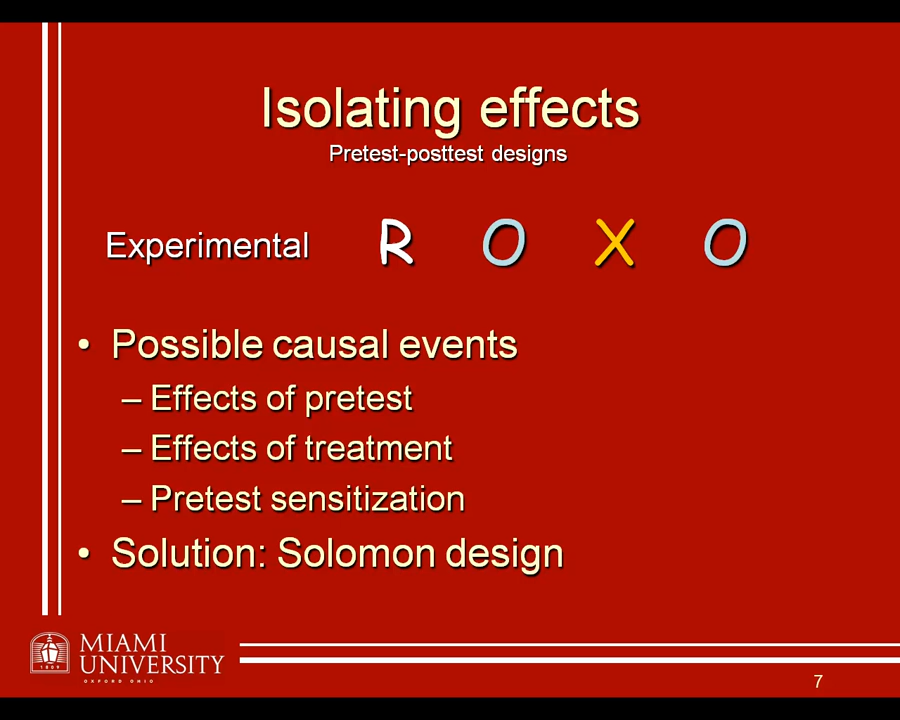 Isolating effects
Pretest-posttest designs
Experimental R O X O
• Possible causal events
– Effects of pretest
– Effects of treatment
– Pretest sensitization
• Solution: Solomon design
1809
MIAMI
UNIVERSITY
OXFORD OHIO
7